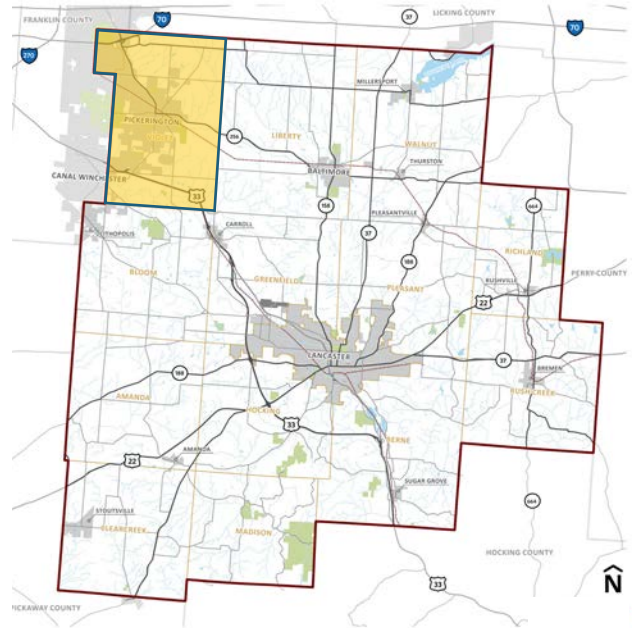 FRANKLIN COUNTY
70
37
LICKING COUNTY
70
270
MILLERSPORT
PICKERINGTON
256
LIBERTY
WALNUT
THURSTON
BALTIMORE
CANAL WINCHESTER
33
158
PLEASANTVILLE
664
LITHOPOLIS
CARROLL
37
RICHLAND
BLOOM
GREENFIELD
188
PLEASANT
RUSHVILLE
PERRY COUNTY
22
LANCASTER
37
188
BREMEN
RUSH CREEK
AMANDA
HOCKING
33
BERNE
22
AMANDA
SUGAR GROVE
664
STOUTSVILLE
CLEARCREEK
MADISON
HOCKING COUNTY
N
33
PICKAWAY COUNTY